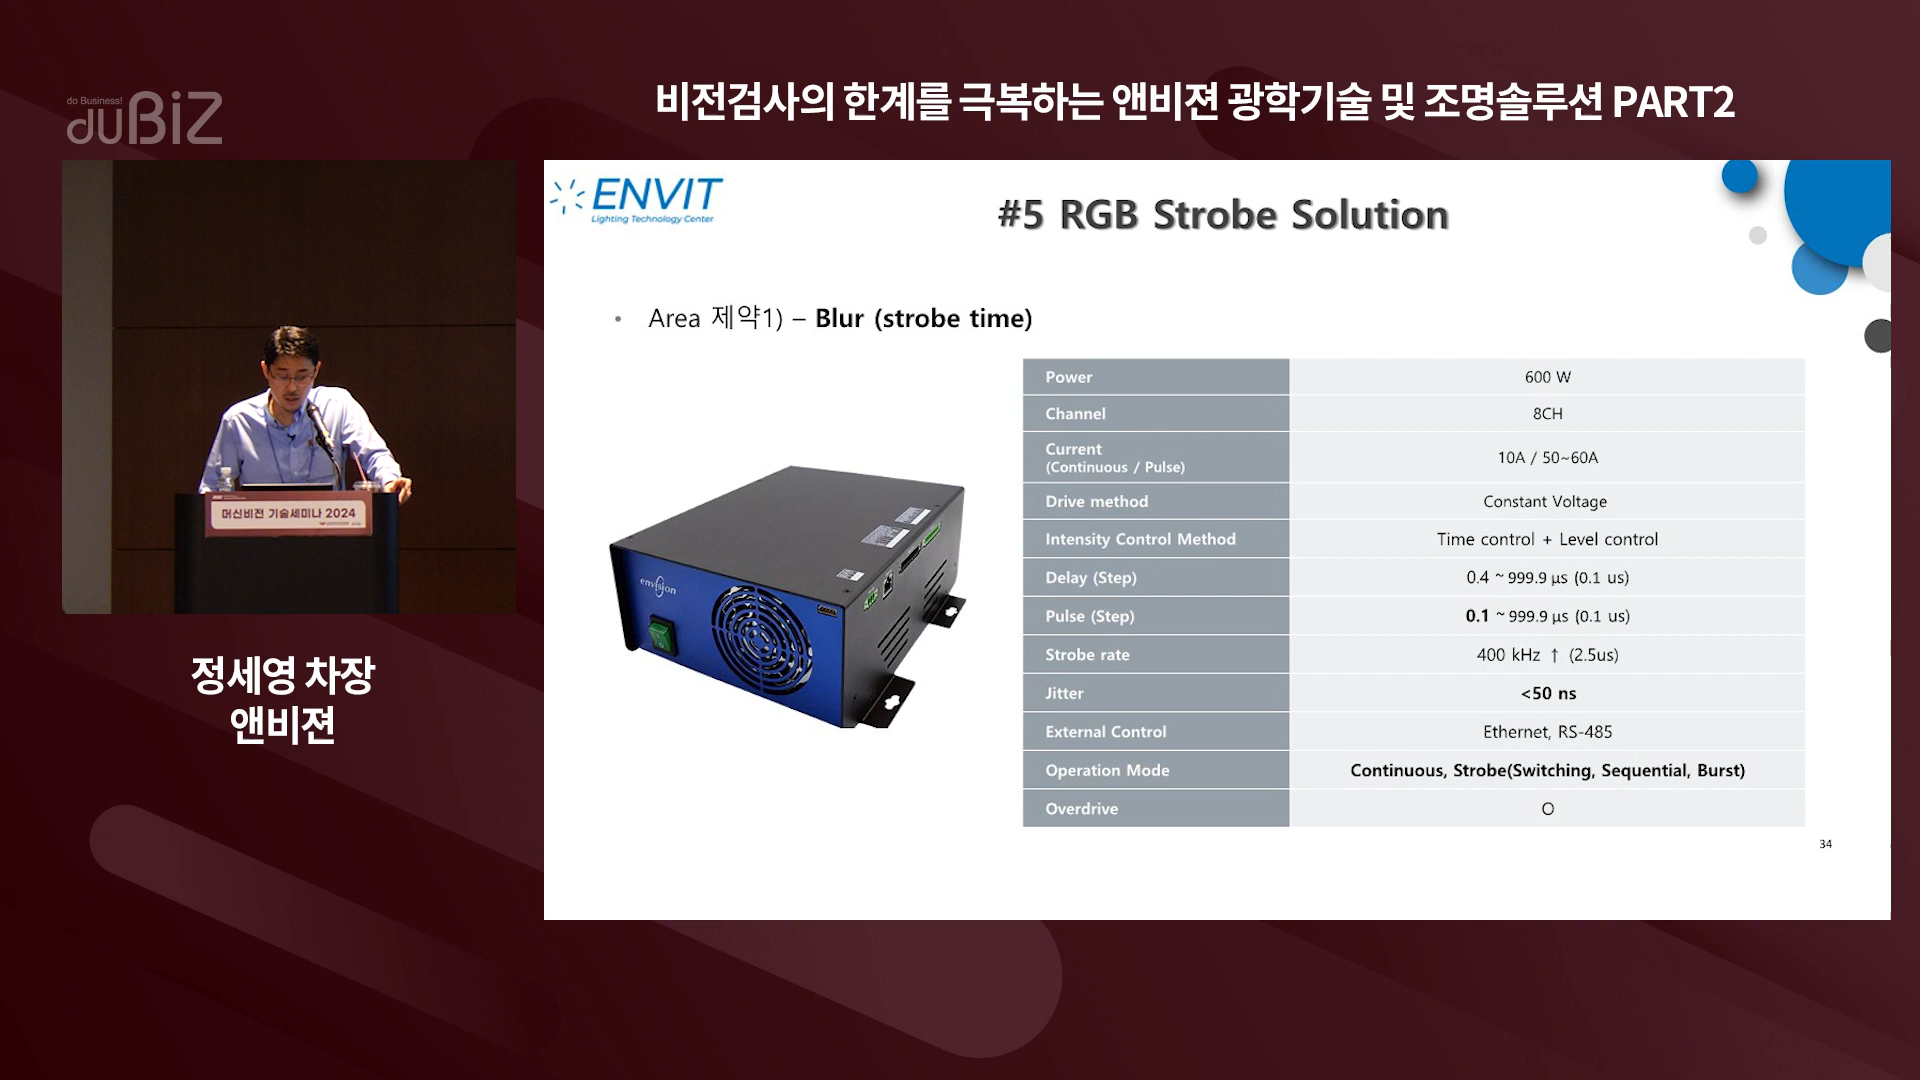 do Business!
duBiZ
비전검사의 한계를 극복하는 앤비젼 광학기술 및 조명솔루션 PART2
머신비전 기술세미나 2024
정세영 차장
앤비젼
ENVIT
Lighting Technology Center
#5 RGB Strobe Solution
• Area 제약1) – Blur (strobe time)
envision
Power 600 W
Channel 8CH
Current
(Continuous / Pulse) 10A / 50~60A
Drive method Constant Voltage
Intensity Control Method Time control + Level control
Delay (Step) 0.4 ~ 999.9 µs (0.1 us)
Pulse (Step) 0.1 ~ 999.9 µs (0.1 us)
Strobe rate 400 kHz ↑ (2.5us)
Jitter <50 ns
External Control Ethernet, RS-485
Operation Mode Continuous, Strobe(Switching, Sequential, Burst)
Overdrive O
34